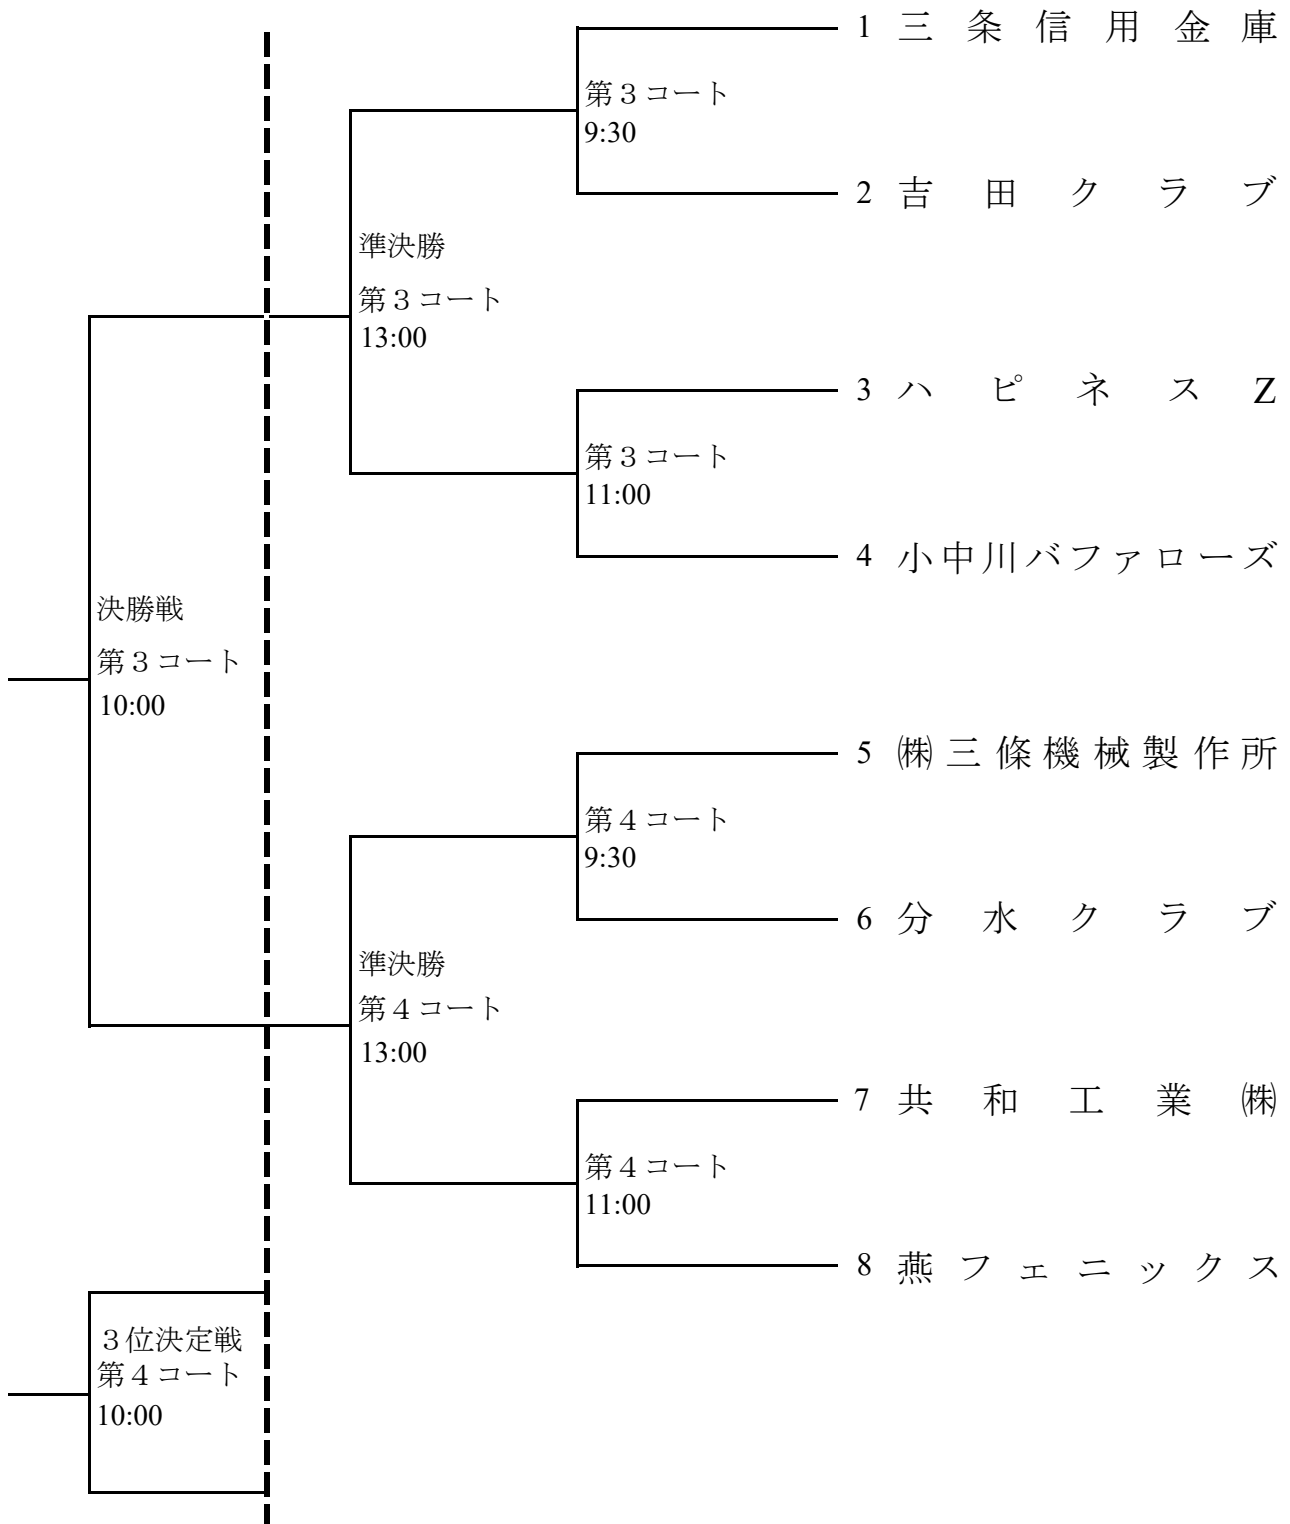 1 三条信用金庫
第３コート
9:30
2 吉田クラブ
準決勝
第３コート
13:00
3 ハピネスZ
第３コート
11:00
4 小中川バファローズ
決勝戦
第３コート
10:00
5 ㈱三條機械製作所
第４コート
9:30
6 分水クラブ
準決勝
第４コート
13:00
7 共和工業㈱
第４コート
11:00
8 燕フェニックス
３位決定戦
第４コート
10:00